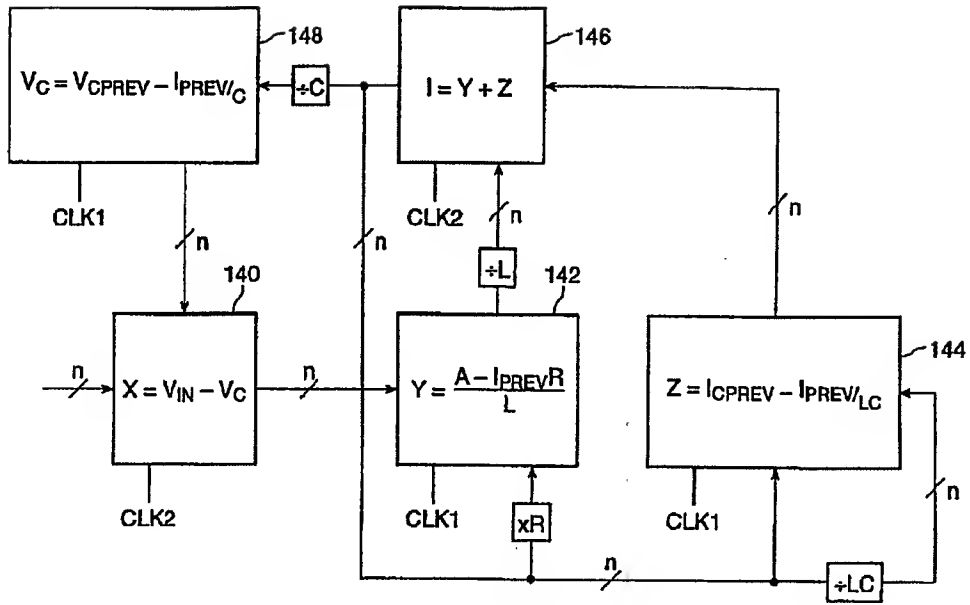 148
V_C = V_CPREV – I_PREV/C
÷C
146
I = Y + Z
CLK1
CLK2
n
n
n
n
÷L
140
142
144
n
X = V_IN – V_C
n
Y = A – I_PREV R / L
Z = I_CPREV – I_PREV/LC
CLK2
CLK1
xR
CLK1
n
n
÷LC